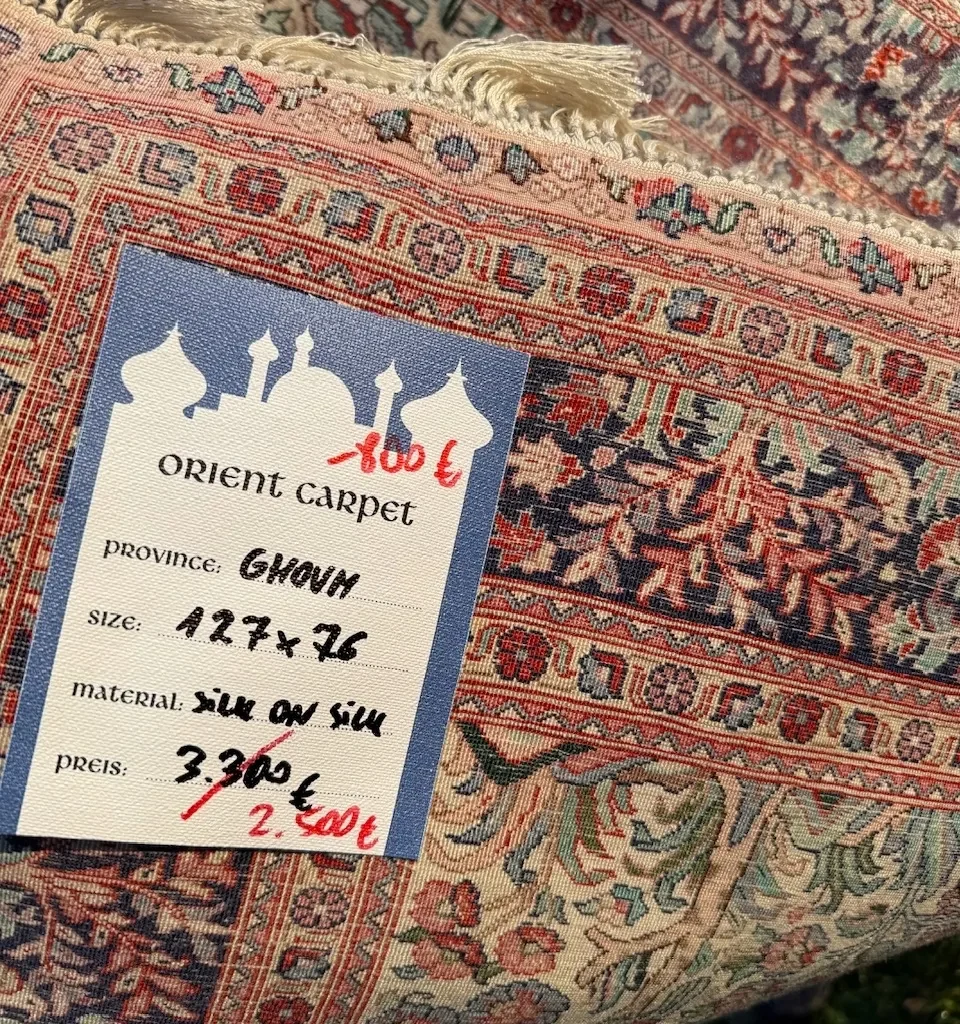 -800 €
ORIENT CARPET
PROVINCE: GHOUM
SIZE: 127 x 76
MATERIAL: SILK ON SILK
PREIS: 3.300 €
2.500 €